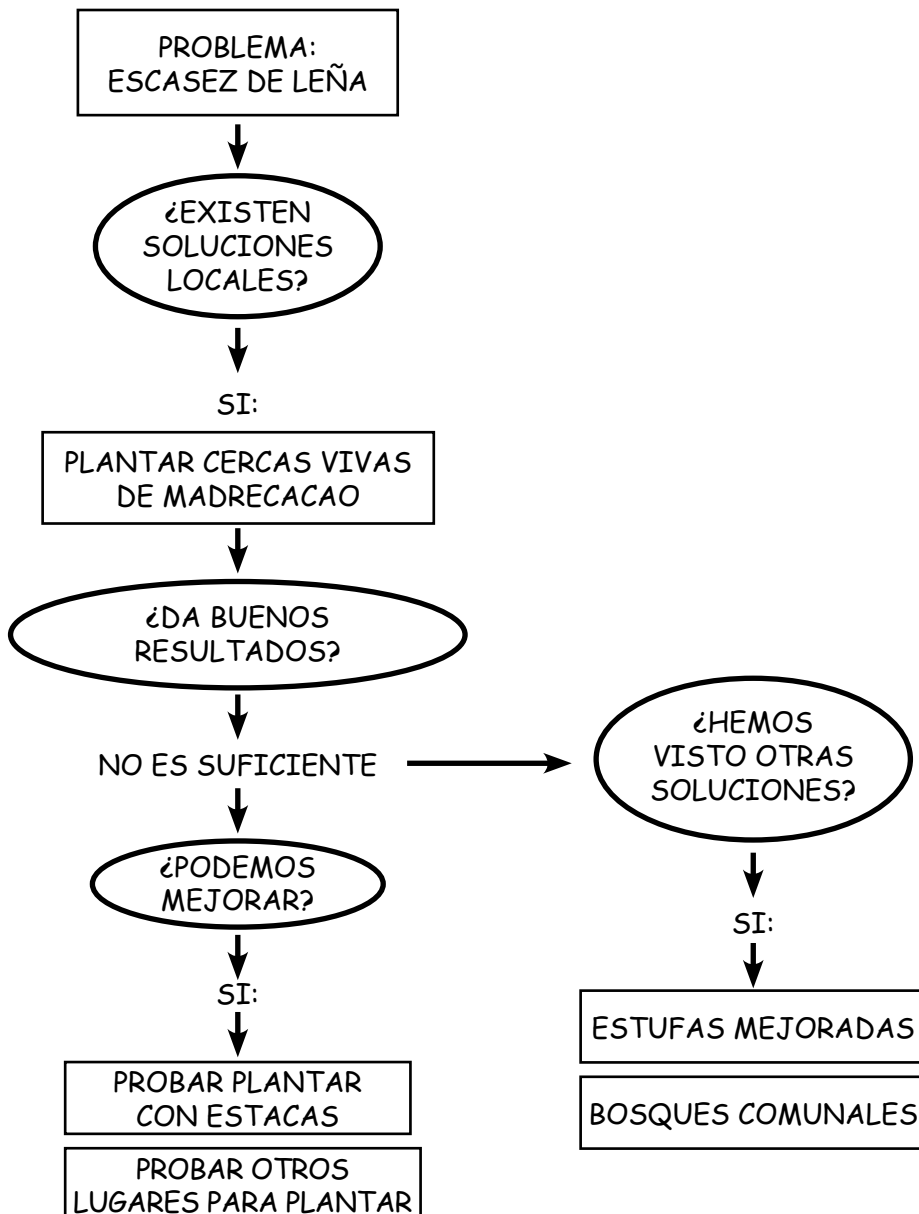 PROBLEMA:
ESCASEZ DE LEÑA
¿EXISTEN
SOLUCIONES
LOCALES?
SI:
PLANTAR CERCAS VIVAS
DE MADRECACAO
¿DA BUENOS
RESULTADOS?
NO ES SUFICIENTE
¿PODEMOS
MEJORAR?
SI:
PROBAR PLANTAR
CON ESTACAS
PROBAR OTROS
LUGARES PARA PLANTAR
¿HEMOS
VISTO OTRAS
SOLUCIONES?
SI:
ESTUFAS MEJORADAS
BOSQUES COMUNALES